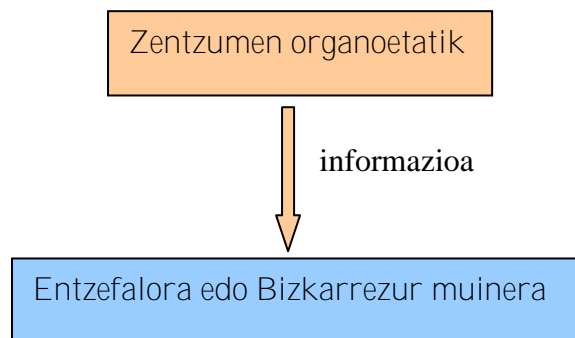 Zentzumen organoetatik
informazioa
Entzefalora edo Bizkarrezur muinera